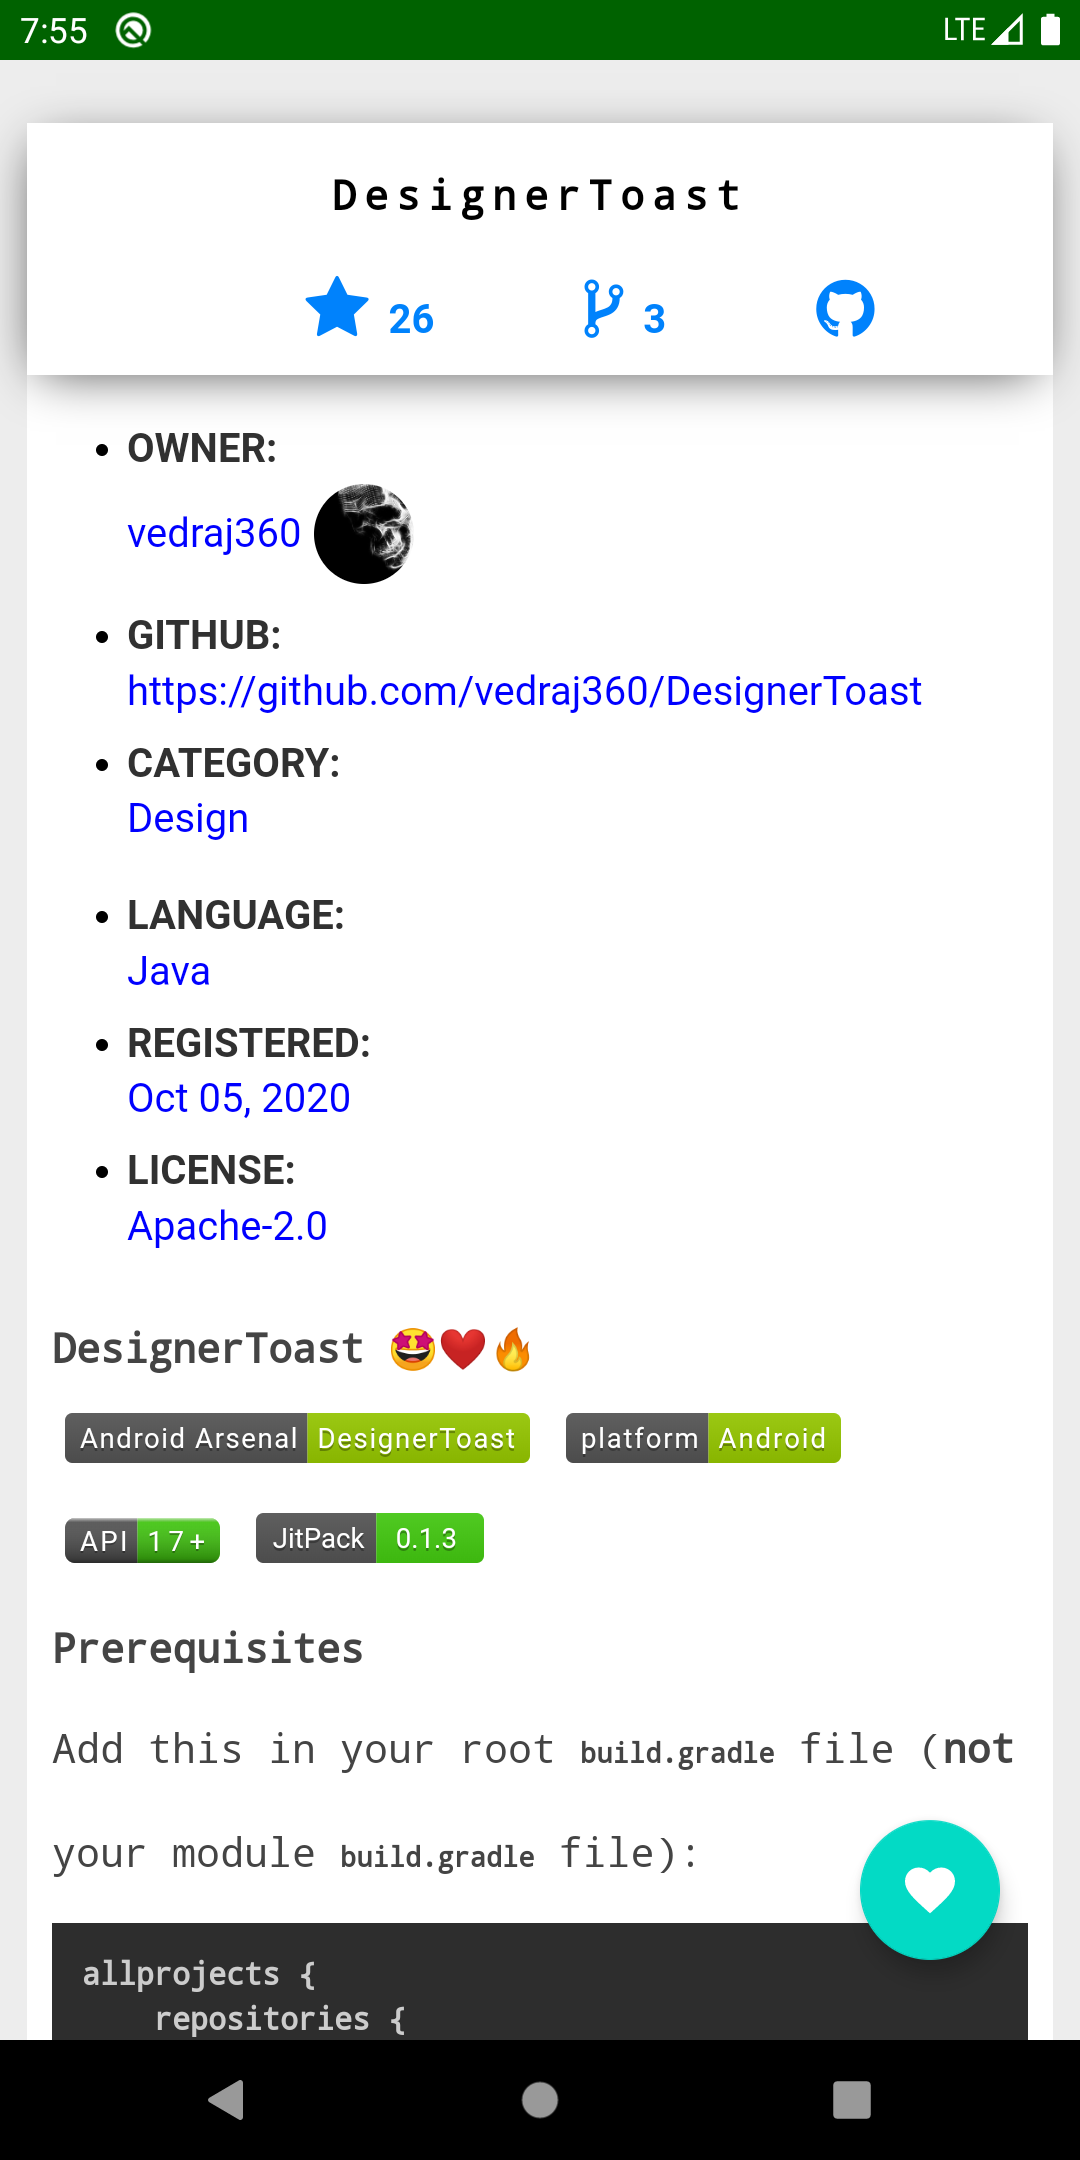 7:55 LTE
DesignerToast
26 3
OWNER:
vedraj360
GITHUB:
https://github.com/vedraj360/DesignerToast
CATEGORY:
Design
LANGUAGE:
Java
REGISTERED:
Oct 05, 2020
LICENSE:
Apache-2.0
DesignerToast 🤩❤️🔥
Android Arsenal DesignerToast platform Android
API 17+ JitPack 0.1.3
Prerequisites
Add this in your root build.gradle file (not
your module build.gradle file):
allprojects {
repositories {